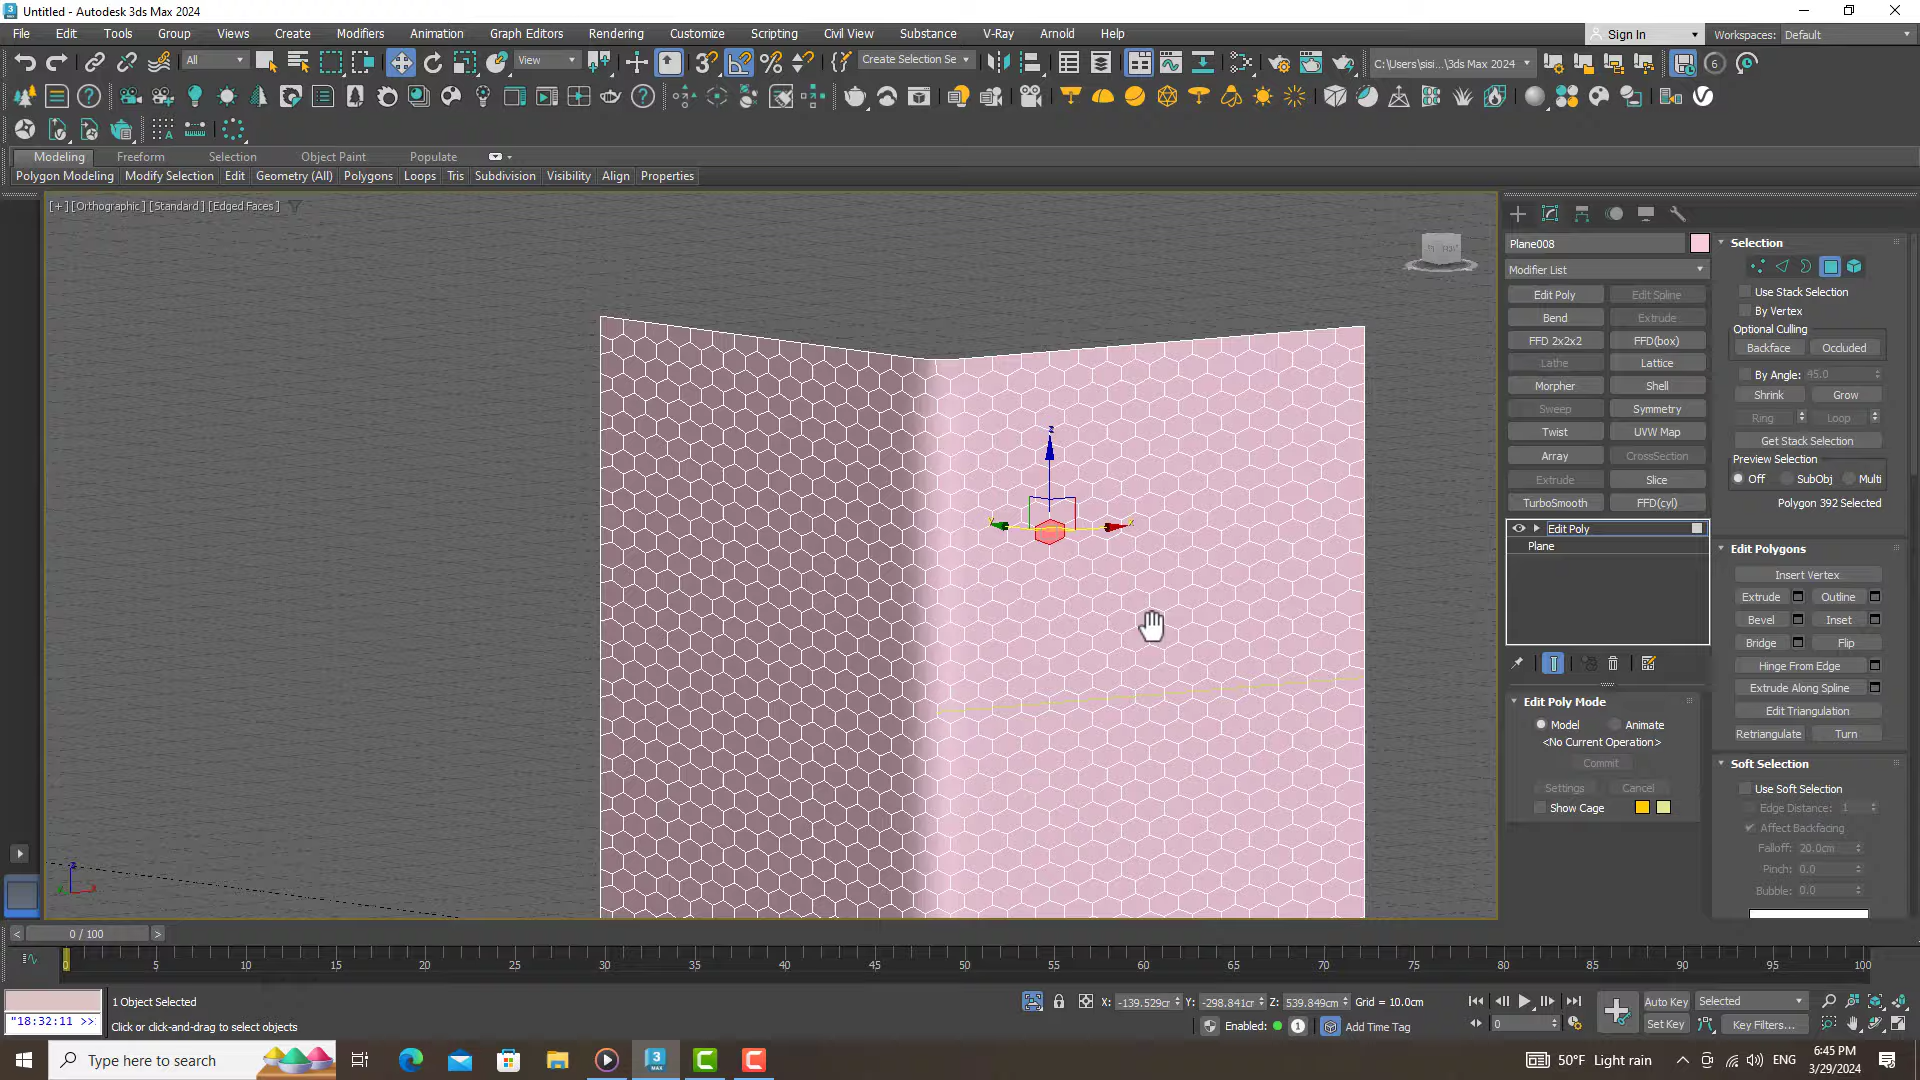 Untitled - Autodesk 3ds Max 2024
File Edit Tools Group Views Create Modifiers Animation Graph Editors Rendering Customize Scripting Civil View Substance V-Ray Arnold Help
Sign In
Workspaces: Default
All
View
Create Selection Se
C:\Users\sisi...\3ds Max 2024
6
Modeling Freeform Selection Object Paint Populate
Polygon Modeling Modify Selection Edit Geometry (All) Polygons Loops Tris Subdivision Visibility Align Properties
[+] [Orthographic] [Standard] [Edged Faces]
Plane008
Modifier List
Edit Poly Edit Spline
Bend Extrude
FFD 2x2x2 FFD(box)
Lathe Lattice
Morpher Shell
Sweep Symmetry
Twist UVW Map
Array CrossSection
Extrude Slice
TurboSmooth FFD(cyl)
Edit Poly
Plane
Edit Poly Mode
Model Animate
<No Current Operation>
Commit
Settings Cancel
Show Cage
Selection
Use Stack Selection
By Vertex
Optional Culling
Backface Occluded
By Angle: 45.0
Shrink Grow
Ring Loop
Get Stack Selection
Preview Selection
Off SubObj Multi
Polygon 392 Selected
Edit Polygons
Insert Vertex
Extrude Outline
Bevel Inset
Bridge Flip
Hinge From Edge
Extrude Along Spline
Edit Triangulation
Retriangulate Turn
Soft Selection
Use Soft Selection
Edge Distance: 1
Affect Backfacing
Falloff: 20.0cm
Pinch: 0.0
Bubble: 0.0
z
x
< 0 / 100 >
0 5 10 15 20 25 30 35 40 45 50 55 60 65 70 75 80 85 90 95 100
"18:32:11 >>
1 Object Selected
Click or click-and-drag to select objects
X: -139.529cm Y: -298.841cm Z: 539.849cm Grid = 10.0cm
Enabled: 1 Add Time Tag
0
Auto Key Selected
Set Key Key Filters...
Type here to search
50°F Light rain
ENG
6:45 PM
3/29/2024